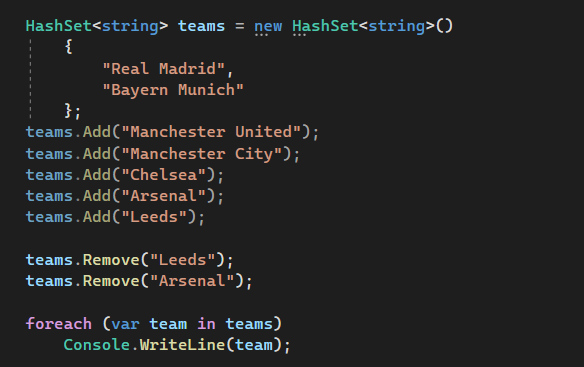 HashSet<string> teams = new HashSet<string>()
{
"Real Madrid",
"Bayern Munich"
};
teams.Add("Manchester United");
teams.Add("Manchester City");
teams.Add("Chelsea");
teams.Add("Arsenal");
teams.Add("Leeds");
teams.Remove("Leeds");
teams.Remove("Arsenal");
foreach (var team in teams)
Console.WriteLine(team);